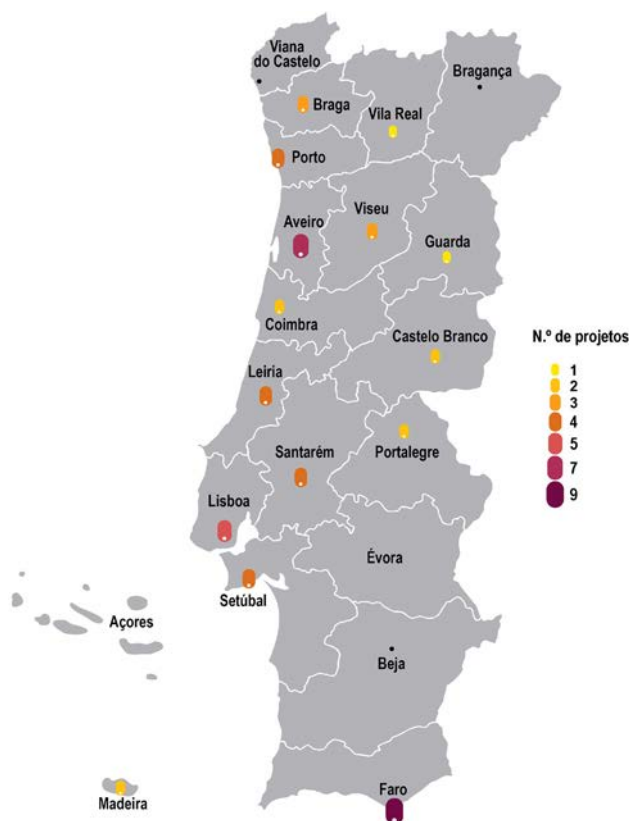 Viana
do Castelo
Bragança
Braga
Vila Real
Porto
Viseu
Aveiro
Guarda
Coimbra
Castelo Branco
Leiria
Santarém
Portalegre
Lisboa
Évora
Setúbal
Açores
Beja
Faro
Madeira
N.º de projetos
1
2
3
4
5
7
9